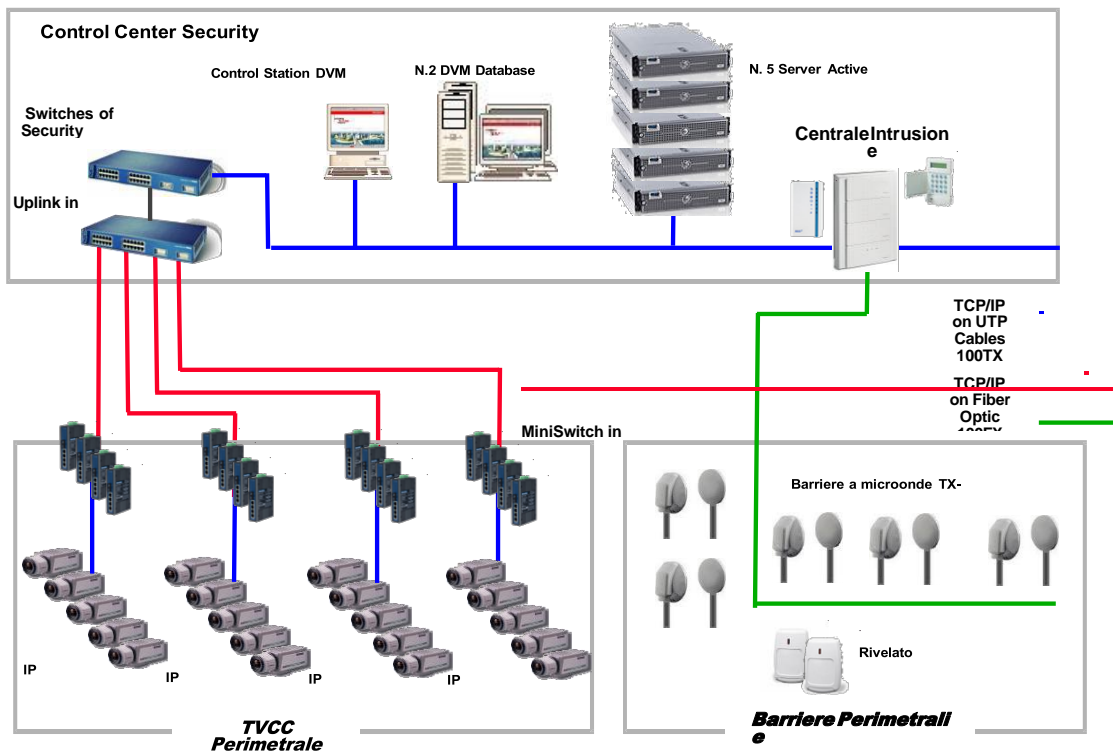 Control Center Security
Control Station DVM
N.2 DVM Database
N. 5 Server Active
Switches of
Security
Centrale Intrusion
e
Uplink in
TCP/IP
on UTP
Cables
100TX
TCP/IP
on Fiber
Optic
MiniSwitch in
Barriere a microonde TX-
Rivelato
IP
IP
IP
IP
TVCC
Perimetrale
Barriere Perimetrali
e